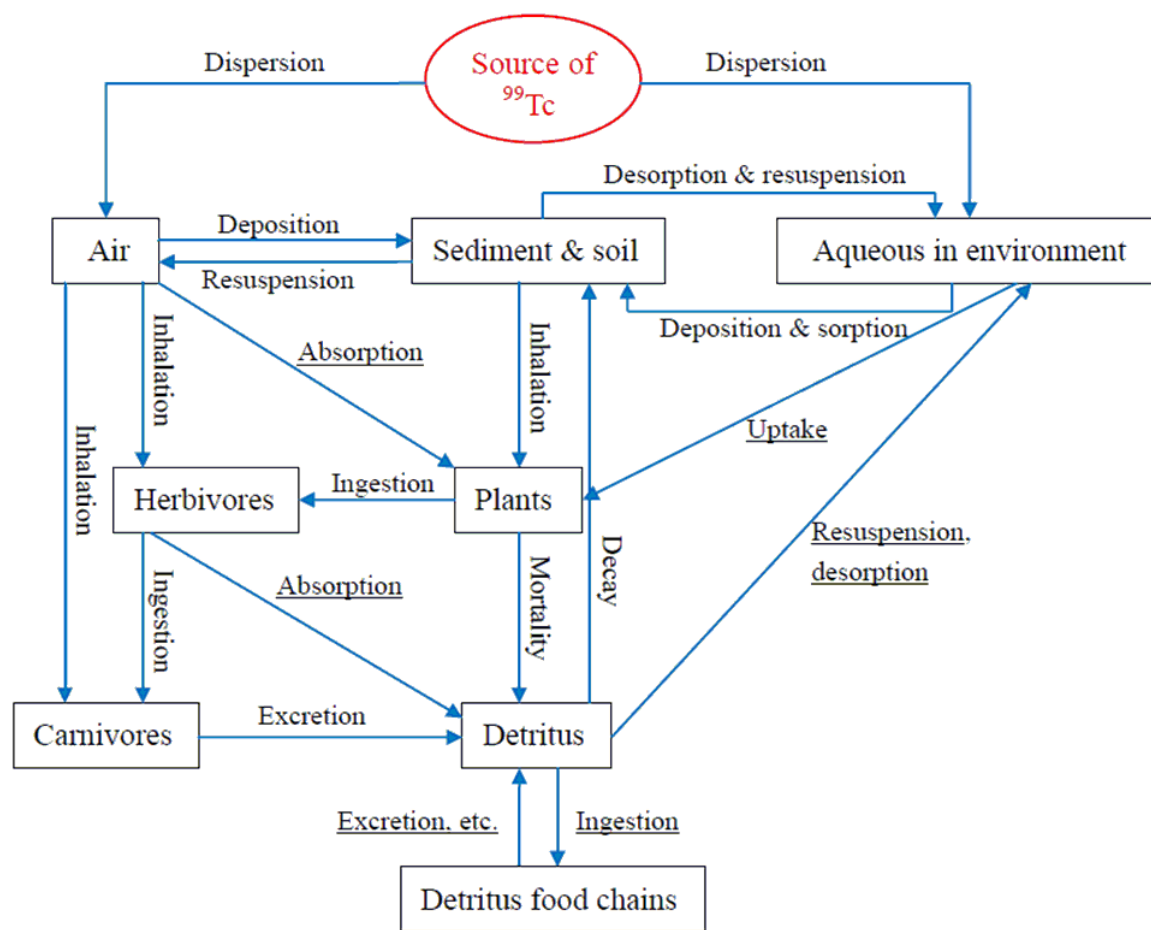 Dispersion
Source of
⁹⁹Tc
Dispersion
Desorption & resuspension
Air
Deposition
Resuspension
Sediment & soil
Aqueous in environment
Deposition & sorption
Inhalation
Inhalation
Absorption
Inhalation
Uptake
Herbivores
Ingestion
Plants
Ingestion
Absorption
Mortality
Decay
Resuspension,
desorption
Carnivores
Excretion
Detritus
Excretion, etc.
Ingestion
Detritus food chains